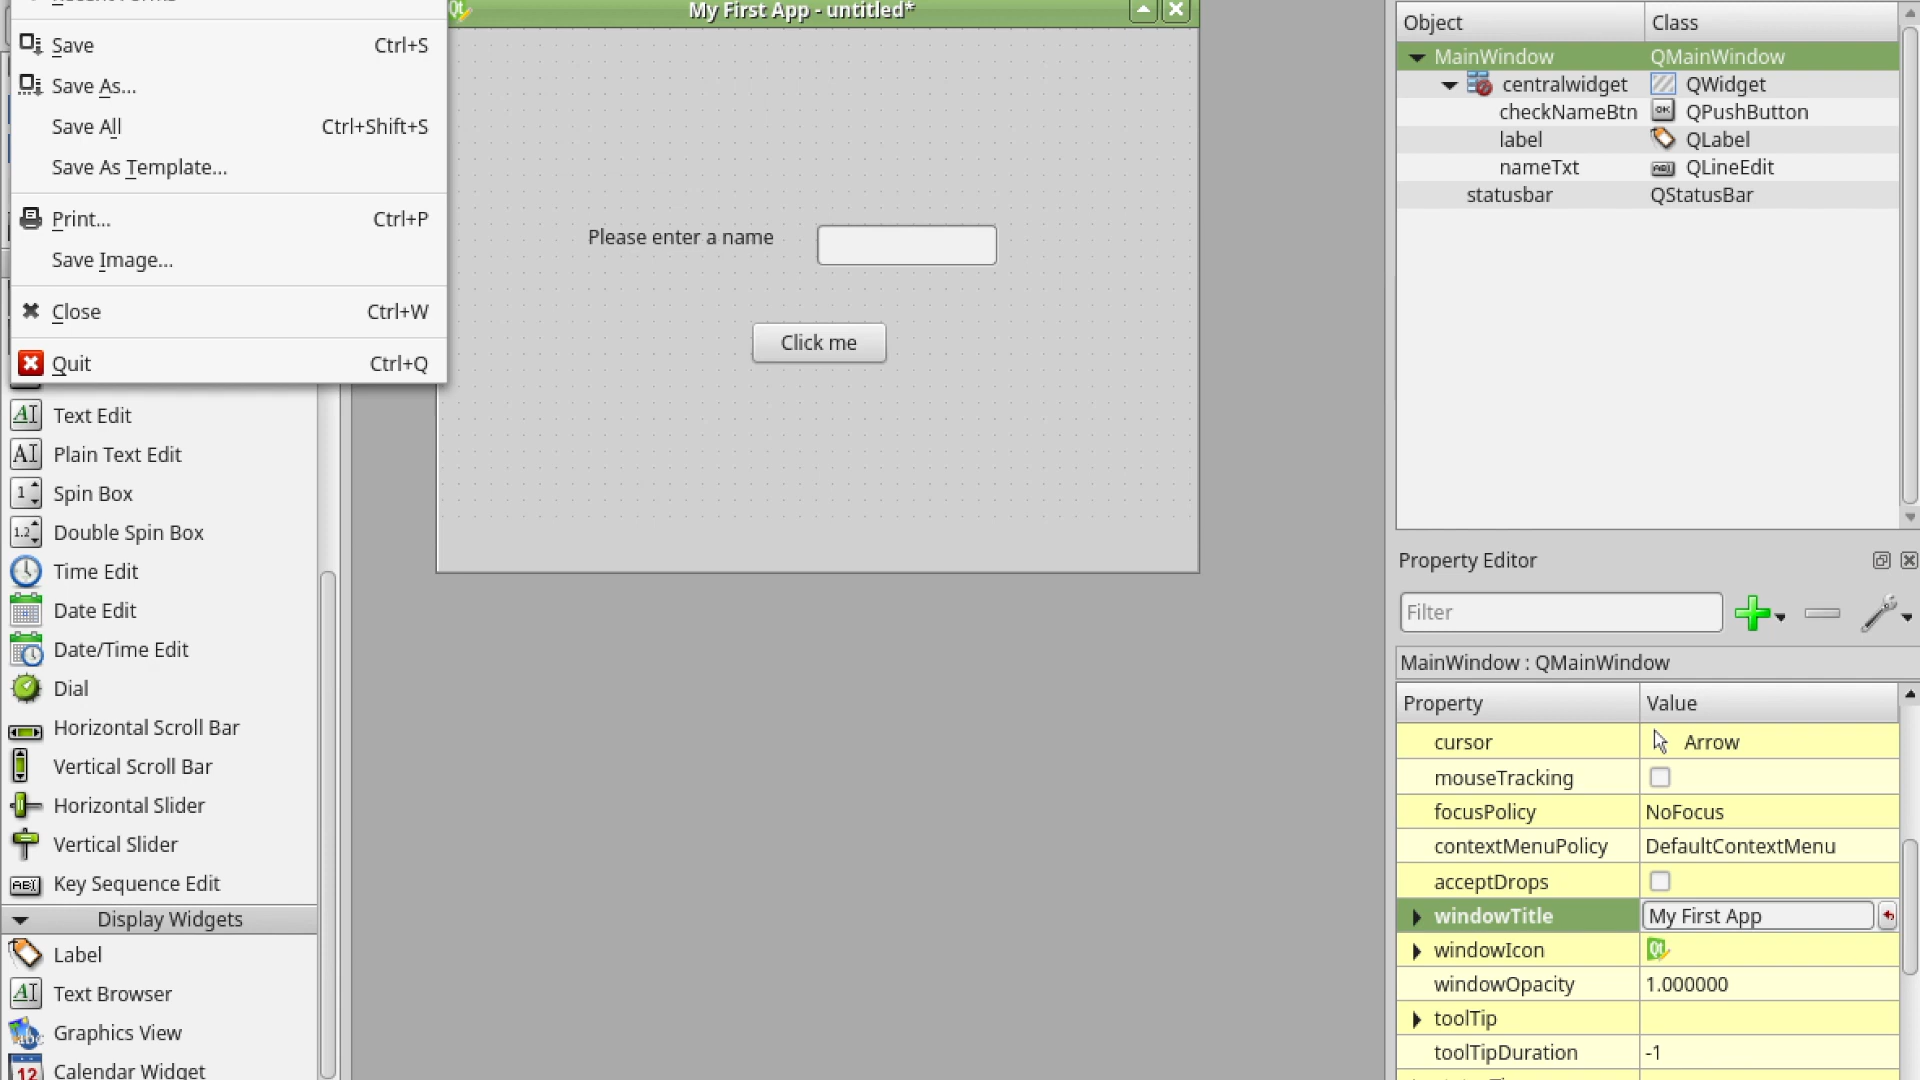 Save Ctrl+S
Save As...
Save All Ctrl+Shift+S
Save As Template...
Print... Ctrl+P
Save Image...
Close Ctrl+W
Quit Ctrl+Q
Text Edit
Plain Text Edit
Spin Box
Double Spin Box
Time Edit
Date Edit
Date/Time Edit
Dial
Horizontal Scroll Bar
Vertical Scroll Bar
Horizontal Slider
Vertical Slider
Key Sequence Edit
Display Widgets
Label
Text Browser
Graphics View
Calendar Widget
My First App - untitled*
Please enter a name
Click me
Object Class
MainWindow QMainWindow
centralwidget QWidget
checkNameBtn QPushButton
label QLabel
nameTxt QLineEdit
statusbar QStatusBar
Property Editor
Filter
MainWindow : QMainWindow
Property Value
cursor Arrow
mouseTracking
focusPolicy NoFocus
contextMenuPolicy DefaultContextMenu
acceptDrops
windowTitle My First App
windowIcon
windowOpacity 1.000000
toolTip
toolTipDuration -1